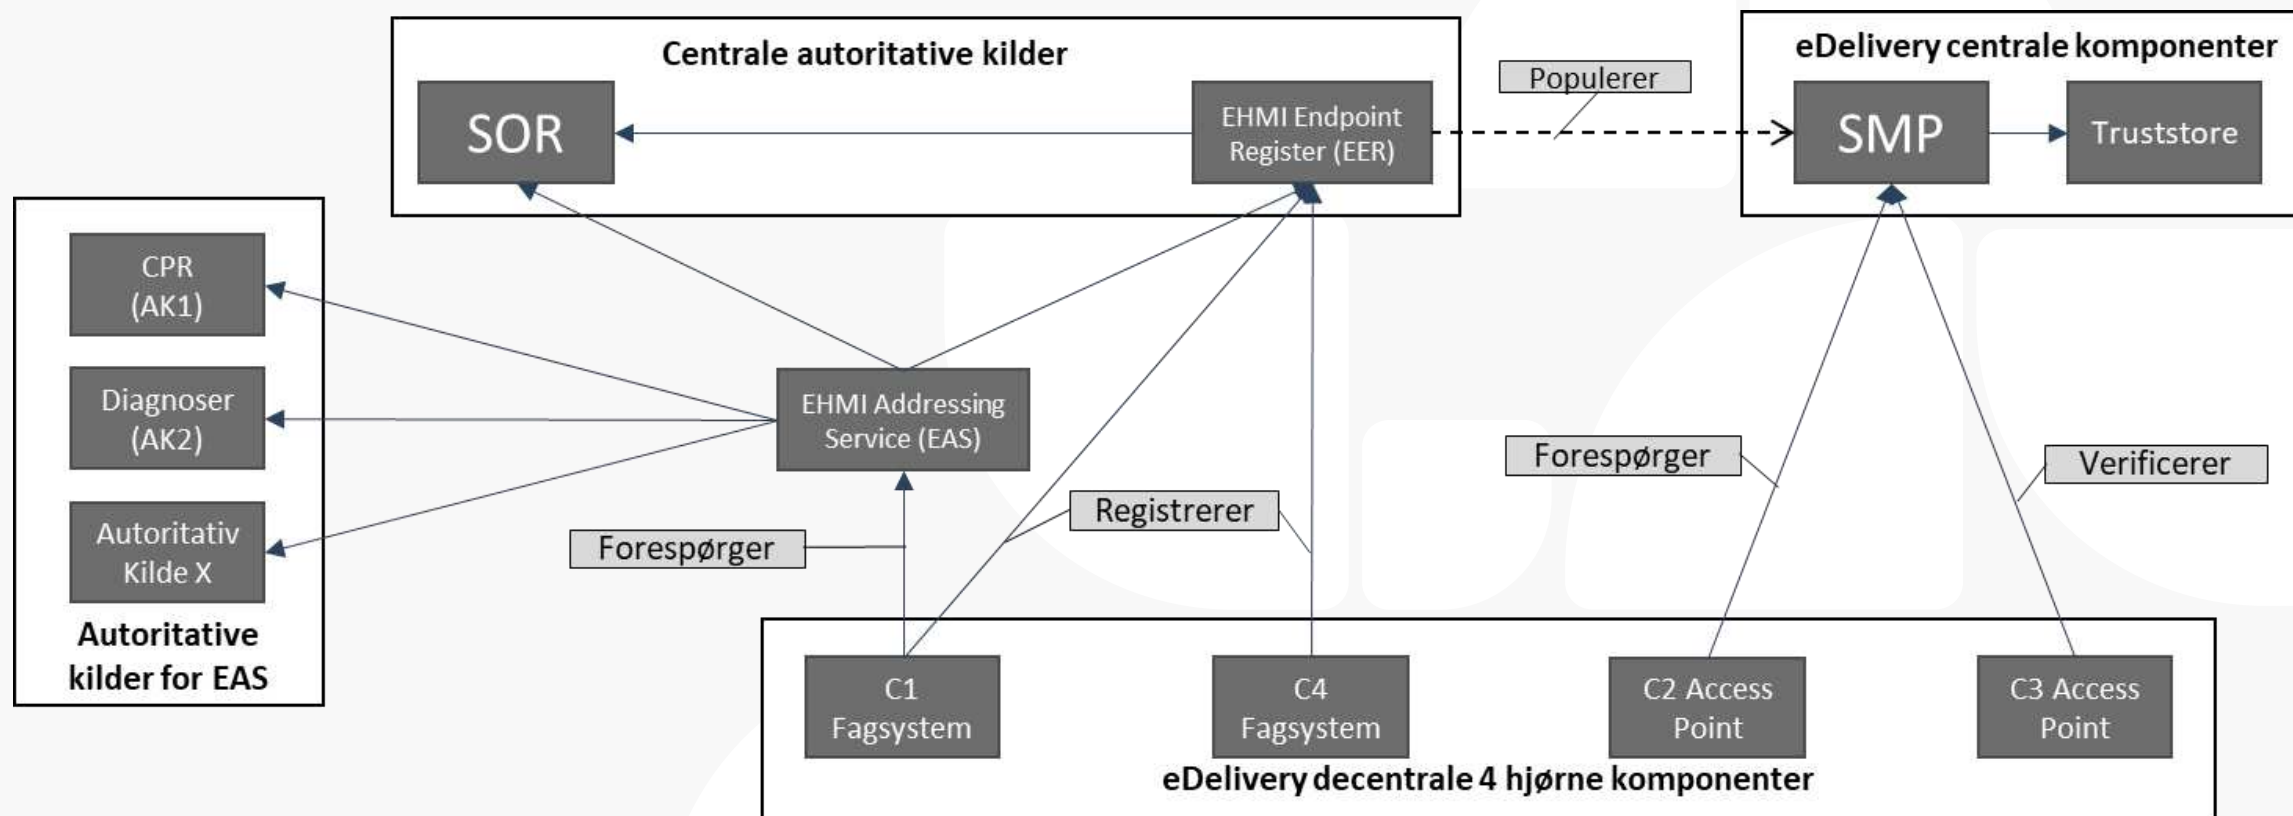 Centrale autoritative kilder
SOR
EHMI Endpoint
Register (EER)
Populerer
eDelivery centrale komponenter
SMP
Truststore
CPR
(AK1)
Diagnoser
(AK2)
Autoritativ
Kilde X
Autoritative
kilder for EAS
EHMI Addressing
Service (EAS)
Forespørger
Registrerer
Forespørger
Verificerer
C1
Fagsystem
C4
Fagsystem
C2 Access
Point
C3 Access
Point
eDelivery decentrale 4 hjørne komponenter